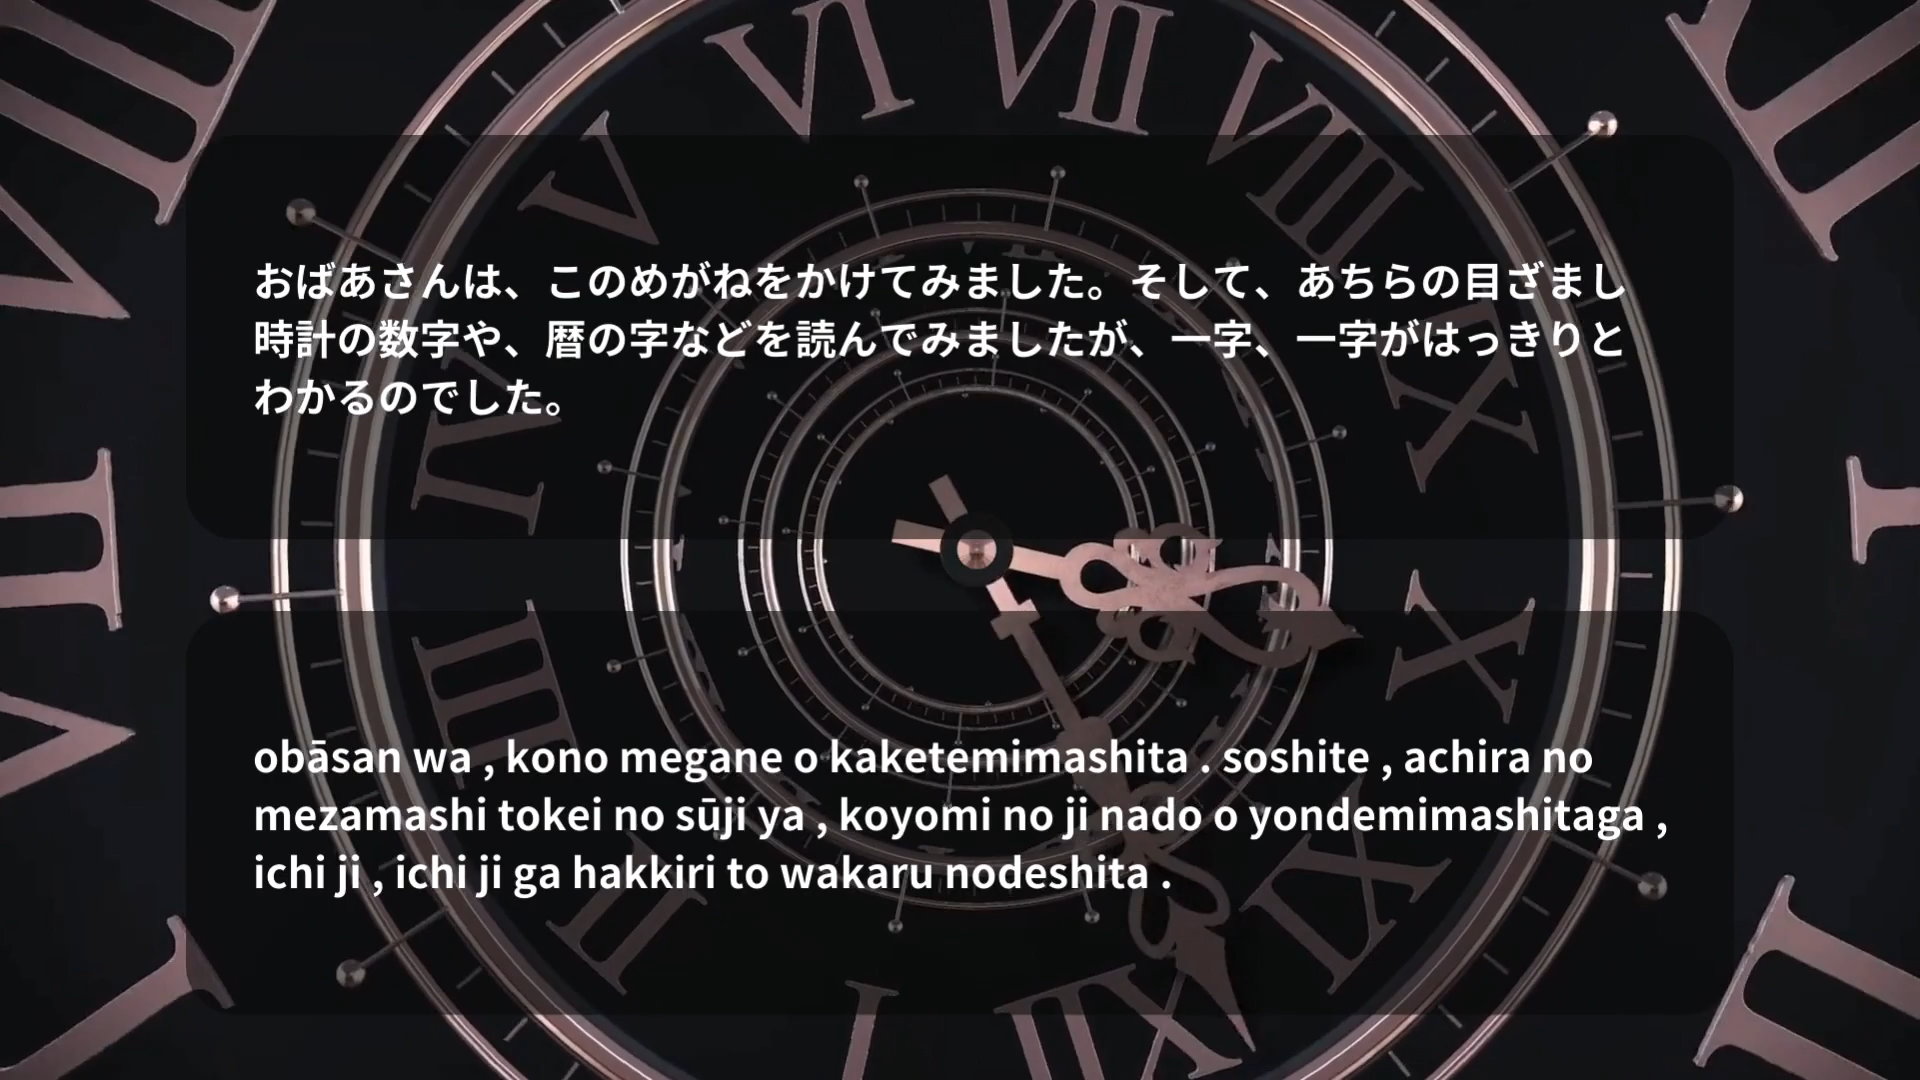 おばあさんは、このめがねをかけてみました。そして、あちらの目ざまし
時計の数字や、暦の字などを読んでみましたが、一字、一字がはっきりと
わかるのでした。
obāsan wa , kono megane o kaketemimashita . soshite , achira no
mezamashi tokei no sūji ya , koyomi no ji nado o yondemimashitaga ,
ichi ji , ichi ji ga hakkiri to wakaru nodeshita .